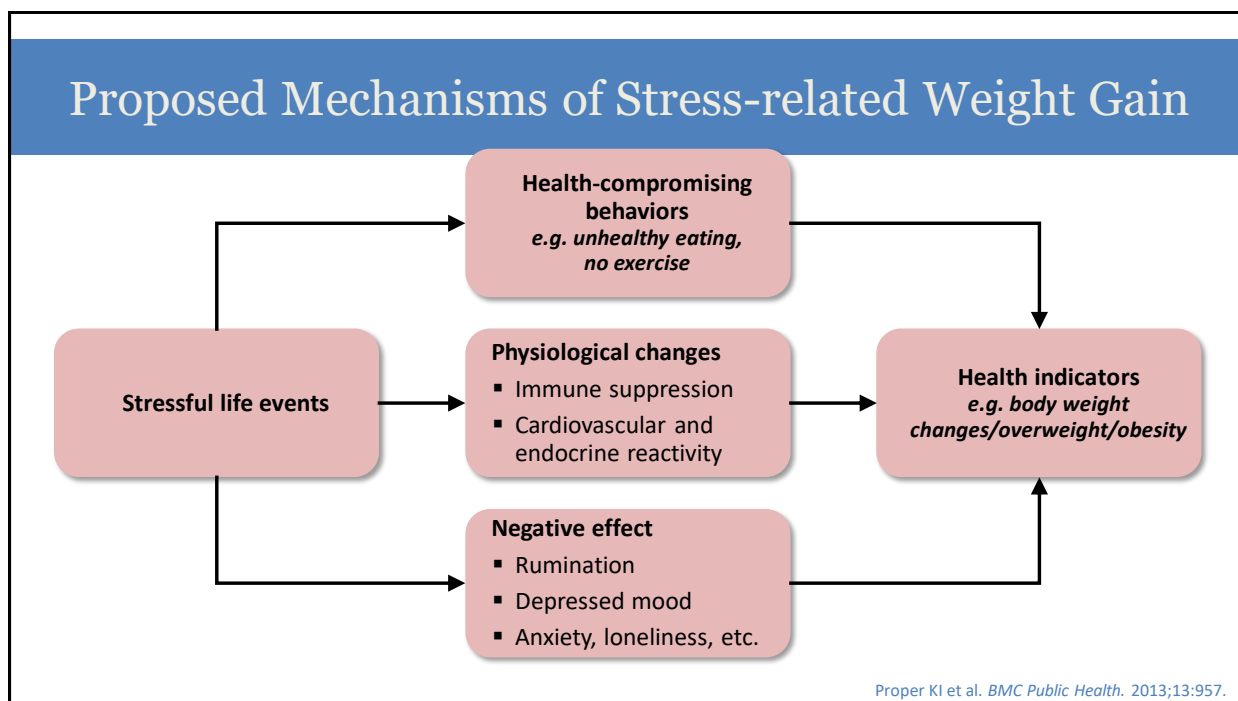 Proposed Mechanisms of Stress-related Weight Gain
Health-compromising
behaviors
e.g. unhealthy eating,
no exercise
Stressful life events
Physiological changes
▪ Immune suppression
▪ Cardiovascular and
endocrine reactivity
Health indicators
e.g. body weight
changes/overweight/obesity
Negative effect
▪ Rumination
▪ Depressed mood
▪ Anxiety, loneliness, etc.
Proper KI et al. BMC Public Health. 2013;13:957.